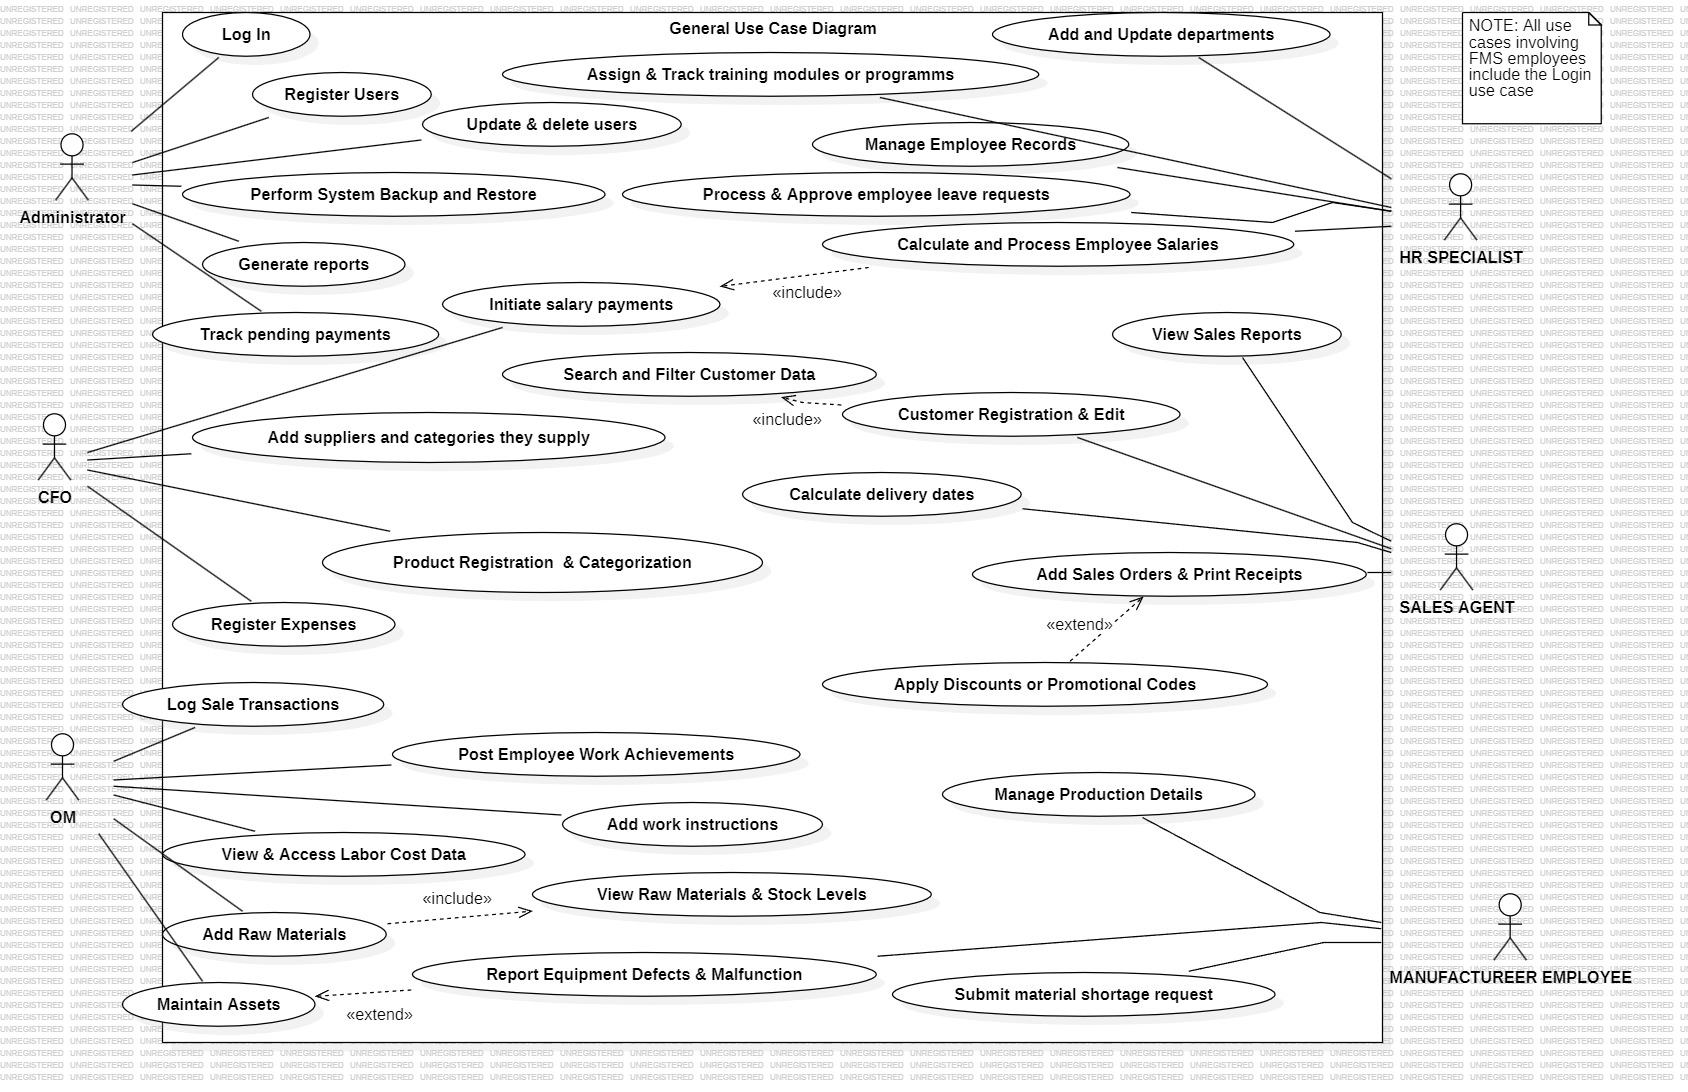 General Use Case Diagram
Log In
Add and Update departments
NOTE: All use
cases involving
FMS employees
include the Login
use case
Assign & Track training modules or programms
Register Users
Update & delete users
Manage Employee Records
Administrator
Perform System Backup and Restore
Process & Approve employee leave requests
Calculate and Process Employee Salaries
HR SPECIALIST
Generate reports
«include»
Initiate salary payments
Track pending payments
View Sales Reports
Search and Filter Customer Data
«include»
Customer Registration & Edit
Add suppliers and categories they supply
CFO
Calculate delivery dates
Product Registration  & Categorization
Add Sales Orders & Print Receipts
SALES AGENT
Register Expenses
«extend»
Apply Discounts or Promotional Codes
Log Sale Transactions
Post Employee Work Achievements
Manage Production Details
OM
Add work instructions
View & Access Labor Cost Data
«include»
View Raw Materials & Stock Levels
Add Raw Materials
Report Equipment Defects & Malfunction
MANUFACTUREER EMPLOYEE
Submit material shortage request
Maintain Assets
«extend»
UNREGISTERED